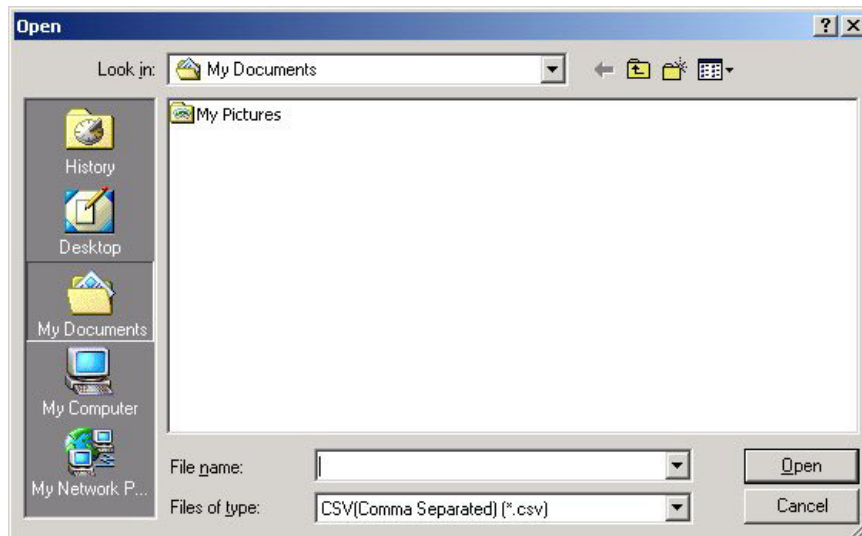 Open
Look in: My Documents
My Pictures
History
Desktop
My Documents
My Computer
My Network P...
File name:
Open
Files of type: CSV(Comma Separated) (*.csv)
Cancel